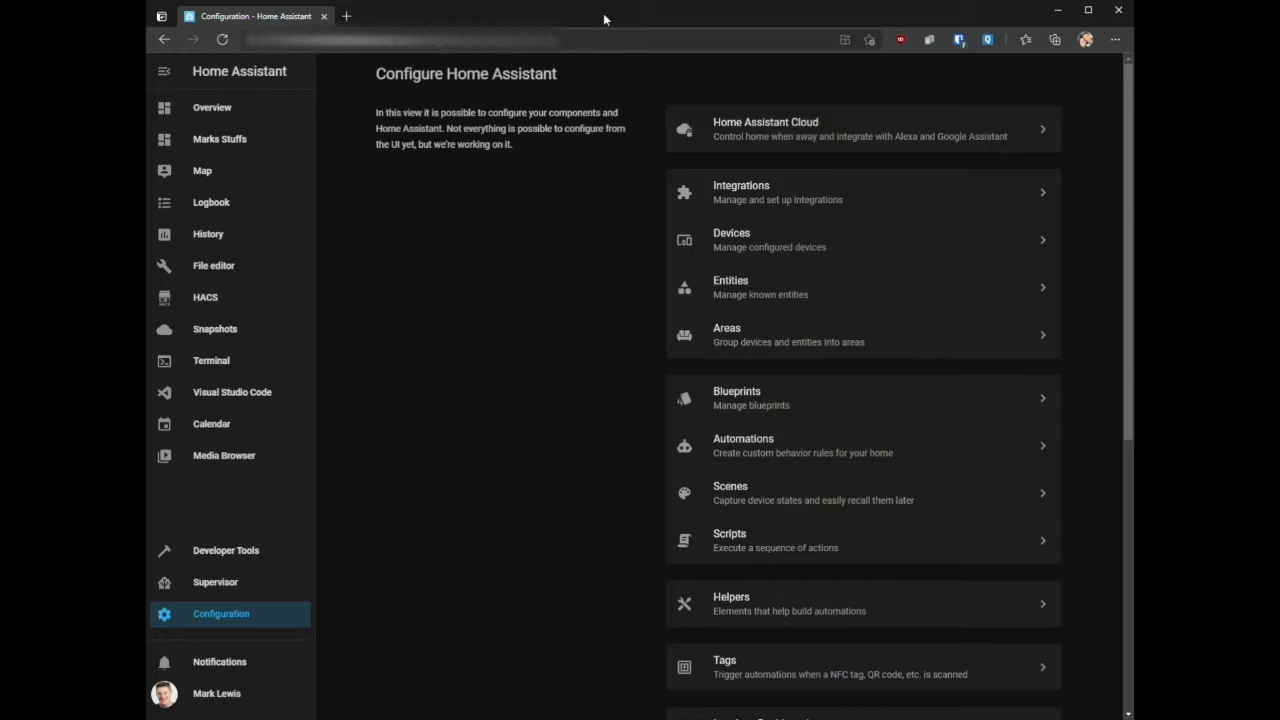 Configuration - Home Assistant
Home Assistant
Overview
Marks Stuffs
Map
Logbook
History
File editor
HACS
Snapshots
Terminal
Visual Studio Code
Calendar
Media Browser
Developer Tools
Supervisor
Configuration
Notifications
Mark Lewis
Configure Home Assistant
In this view it is possible to configure your components and
Home Assistant. Not everything is possible to configure from
the UI yet, but we're working on it.
Home Assistant Cloud
Control home when away and integrate with Alexa and Google Assistant
Integrations
Manage and set up integrations
Devices
Manage configured devices
Entities
Manage known entities
Areas
Group devices and entities into areas
Blueprints
Manage blueprints
Automations
Create custom behavior rules for your home
Scenes
Capture device states and easily recall them later
Scripts
Execute a sequence of actions
Helpers
Elements that help build automations
Tags
Trigger automations when a NFC tag, QR code, etc. is scanned